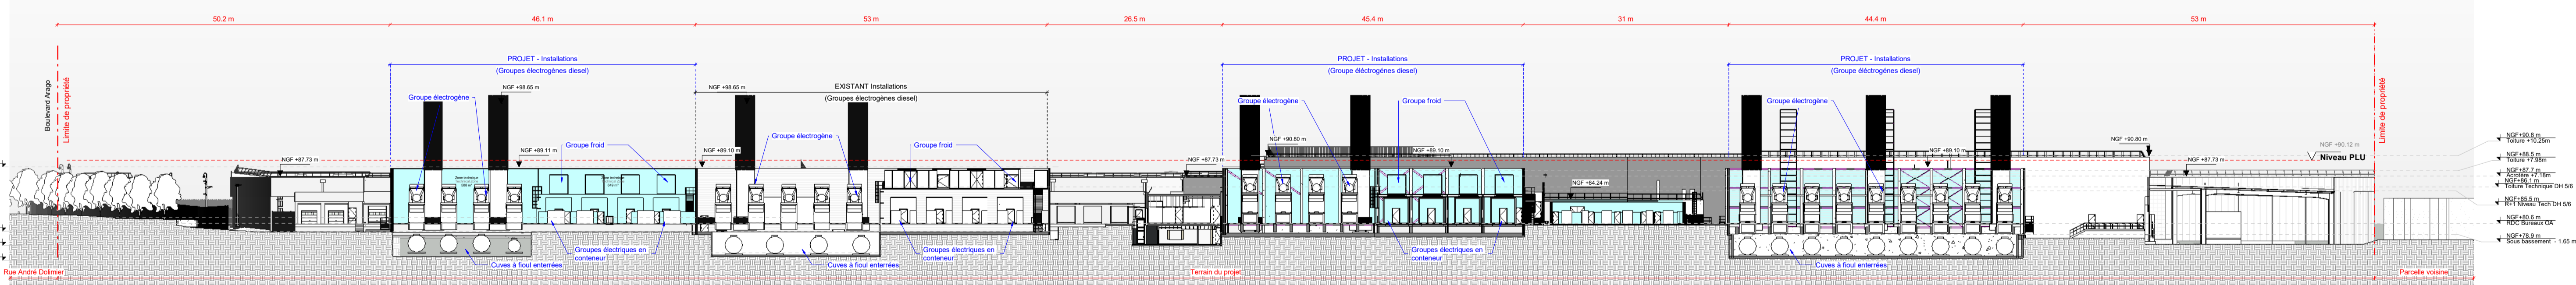 50.2 m
46.1 m
53 m
26.5 m
45.4 m
31 m
44.4 m
53 m
Boulevard Arago
Limite de propriété
PROJET - Installations
(Groupes électrogènes diesel)
NGF +98.65 m
Groupe électrogène
NGF +87.73 m
NGF +89.11 m
Groupe froid
Zone technique
Zone technique
Groupes électriques en
conteneur
Cuves à fioul enterrées
EXISTANT Installations
(Groupes électrogènes diesel)
NGF +98.65 m
NGF +89.10 m
Groupe électrogène
Groupe froid
Groupes électriques en
conteneur
Cuves à fioul enterrées
NGF +87.73 m
PROJET - Installations
(Groupe éléctrogènes diesel)
Groupe électrogène
Groupe froid
NGF +90.80 m
NGF +89.10 m
Groupes électriques en
conteneur
NGF +84.24 m
PROJET - Installations
(Groupe éléctrogènes diesel)
Groupe électrogène
NGF +89.10 m
NGF +90.80 m
Cuves à fioul enterrées
NGF +87.73 m
NGF +90.12 m
Niveau PLU
Limite de propriété
NGF+90.8 m
Toiture +10.25m
NGF+88.5 m
Toiture +7.98m
NGF+87.7 m
Acrotère +7.18m
NGF+86.1 m
Toiture Technique DH 5/6
NGF+85.5 m
R+1 Niveau Tech DH 5/6
NGF+80.6 m
RDC Bureaux OA
NGF+78.9 m
Sous bassement - 1.65 m
Rue André Dolimier
Terrain du projet
Parcelle voisine